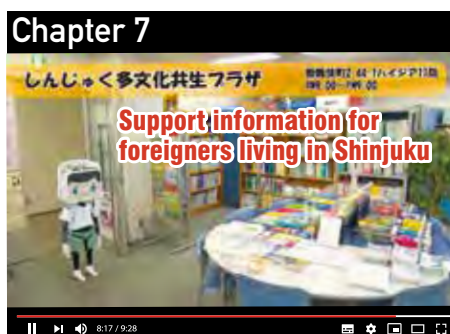 Chapter 7
しんじゅく多文化共生プラザ
Support information for
foreigners living in Shinjuku
8:17 / 9:28